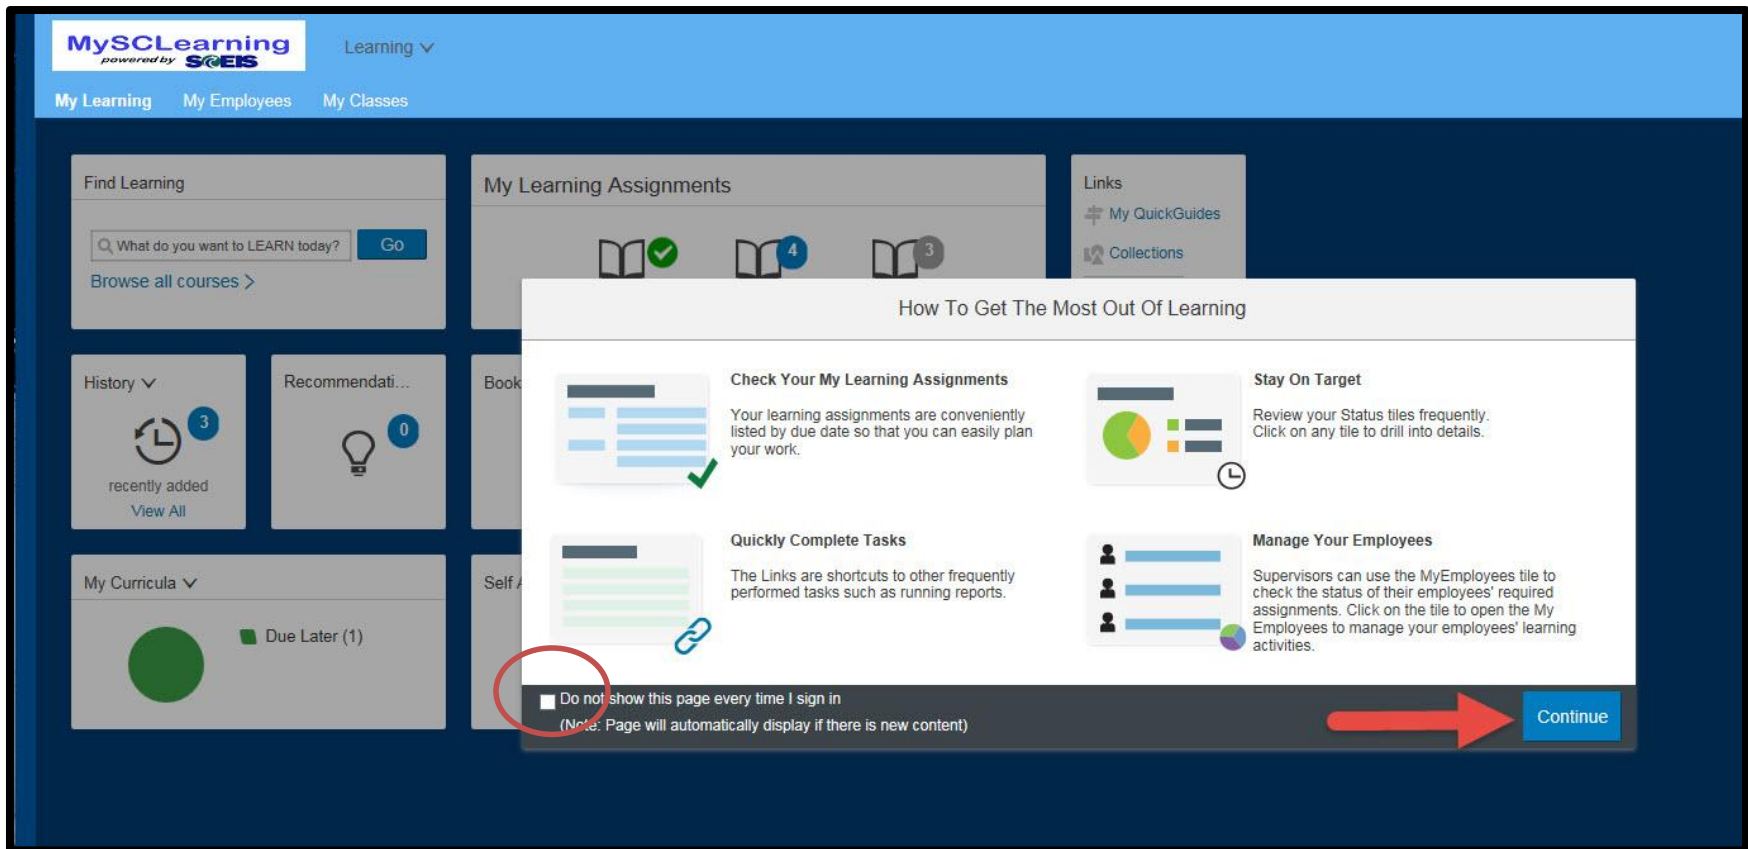 MySCLearning
powered by SCEIS
Learning
My Learning My Employees My Classes
Find Learning
What do you want to LEARN today? Go
Browse all courses >
My Learning Assignments
4 3
Links
My QuickGuides
Collections
How To Get The Most Out Of Learning
Check Your My Learning Assignments
Your learning assignments are conveniently
listed by due date so that you can easily plan
your work.
Stay On Target
Review your Status tiles frequently.
Click on any tile to drill into details.
Quickly Complete Tasks
The Links are shortcuts to other frequently
performed tasks such as running reports.
Manage Your Employees
Supervisors can use the MyEmployees tile to
check the status of their employees' required
assignments. Click on the tile to open the My
Employees to manage your employees' learning
activities.
Do not show this page every time I sign in
(Note: Page will automatically display if there is new content)
Continue
History
3
recently added
View All
Recommendati...
0
Book
My Curricula
Due Later (1)
Self